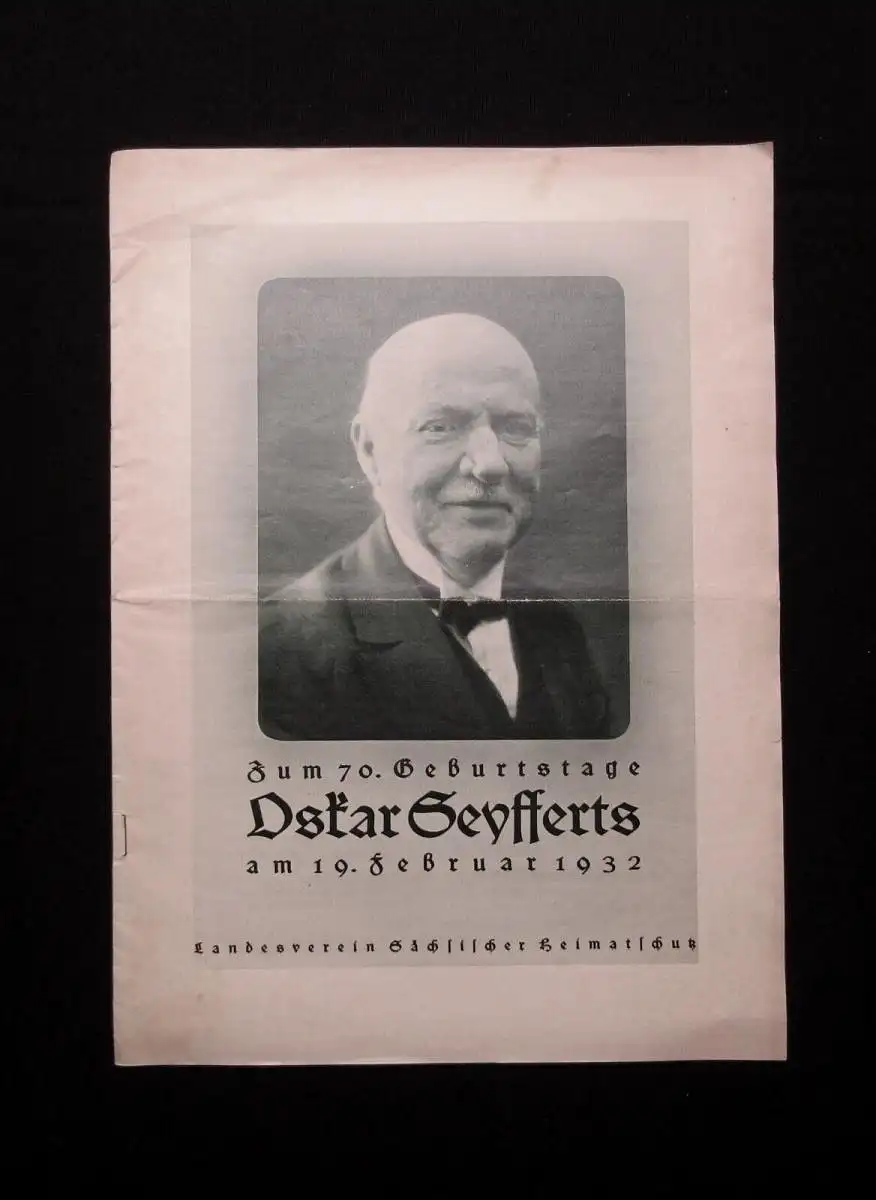 Zum 70. Geburtstage
Oskar Seyfferts
am 19. Februar 1932
Landesverein Sächſiſcher Heimatſchutz